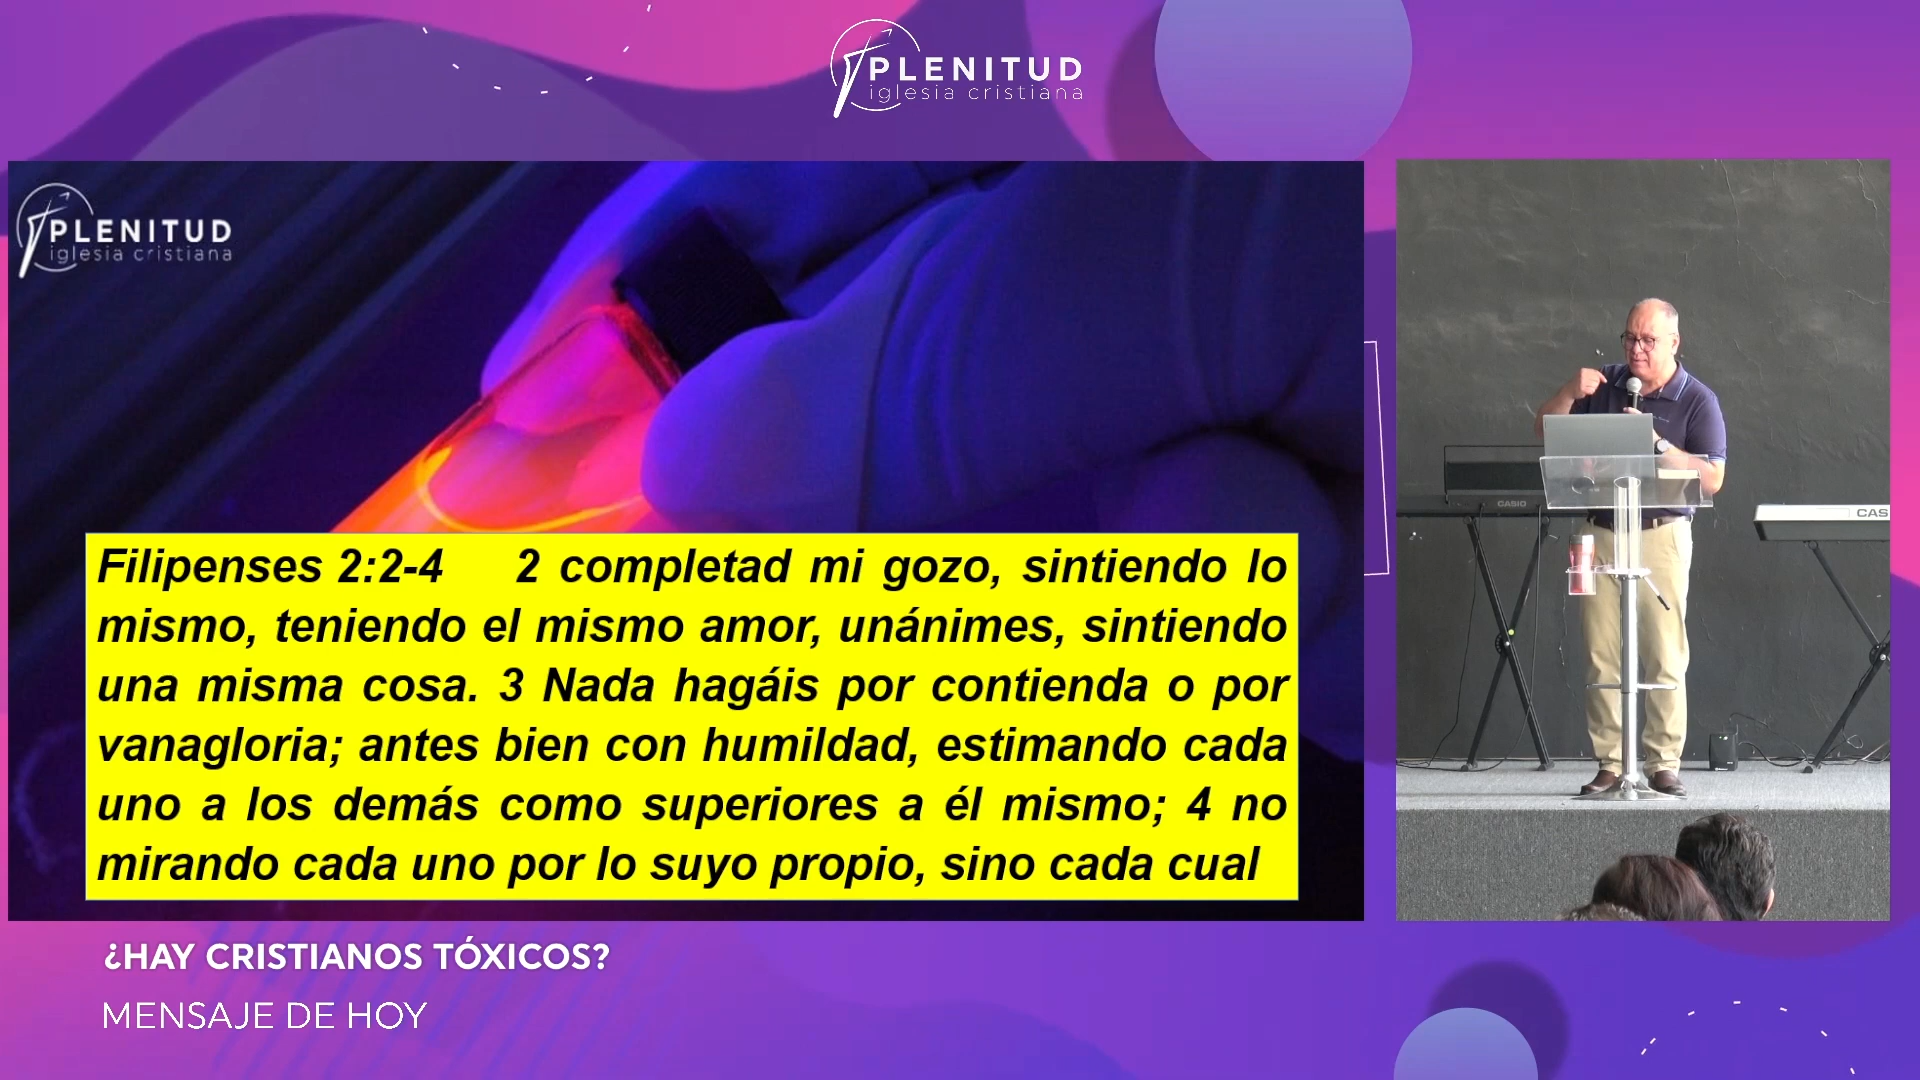 PLENITUD
iglesia cristiana
PLENITUD
iglesia cristiana
Filipenses 2:2-4 2 completad mi gozo, sintiendo lo
mismo, teniendo el mismo amor, unánimes, sintiendo
una misma cosa. 3 Nada hagáis por contienda o por
vanagloria; antes bien con humildad, estimando cada
uno a los demás como superiores a él mismo; 4 no
mirando cada uno por lo suyo propio, sino cada cual
CASIO
CAS
¿HAY CRISTIANOS TÓXICOS?
MENSAJE DE HOY